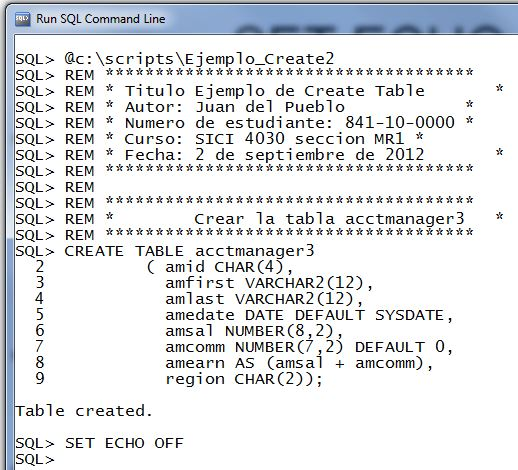 Run SQL Command Line
SQL> @c:\scripts\Ejemplo_Create2
SQL> REM **************************************
SQL> REM * Titulo Ejemplo de Create Table       *
SQL> REM * Autor: Juan del Pueblo            *
SQL> REM * Numero de estudiante: 841-10-0000 *
SQL> REM * Curso: SICI 4030 seccion MR1 *
SQL> REM * Fecha: 2 de septiembre de 2012       *
SQL> REM **************************************
SQL> REM
SQL> REM **************************************
SQL> REM *        Crear la tabla acctmanager3   *
SQL> REM **************************************
SQL> CREATE TABLE acctmanager3
  2          ( amid CHAR(4),
  3            amfirst VARCHAR2(12),
  4            amlast VARCHAR2(12),
  5            amedate DATE DEFAULT SYSDATE,
  6            amsal NUMBER(8,2),
  7            amcomm NUMBER(7,2) DEFAULT 0,
  8            amearn AS (amsal + amcomm),
  9            region CHAR(2));
Table created.
SQL> SET ECHO OFF
SQL>